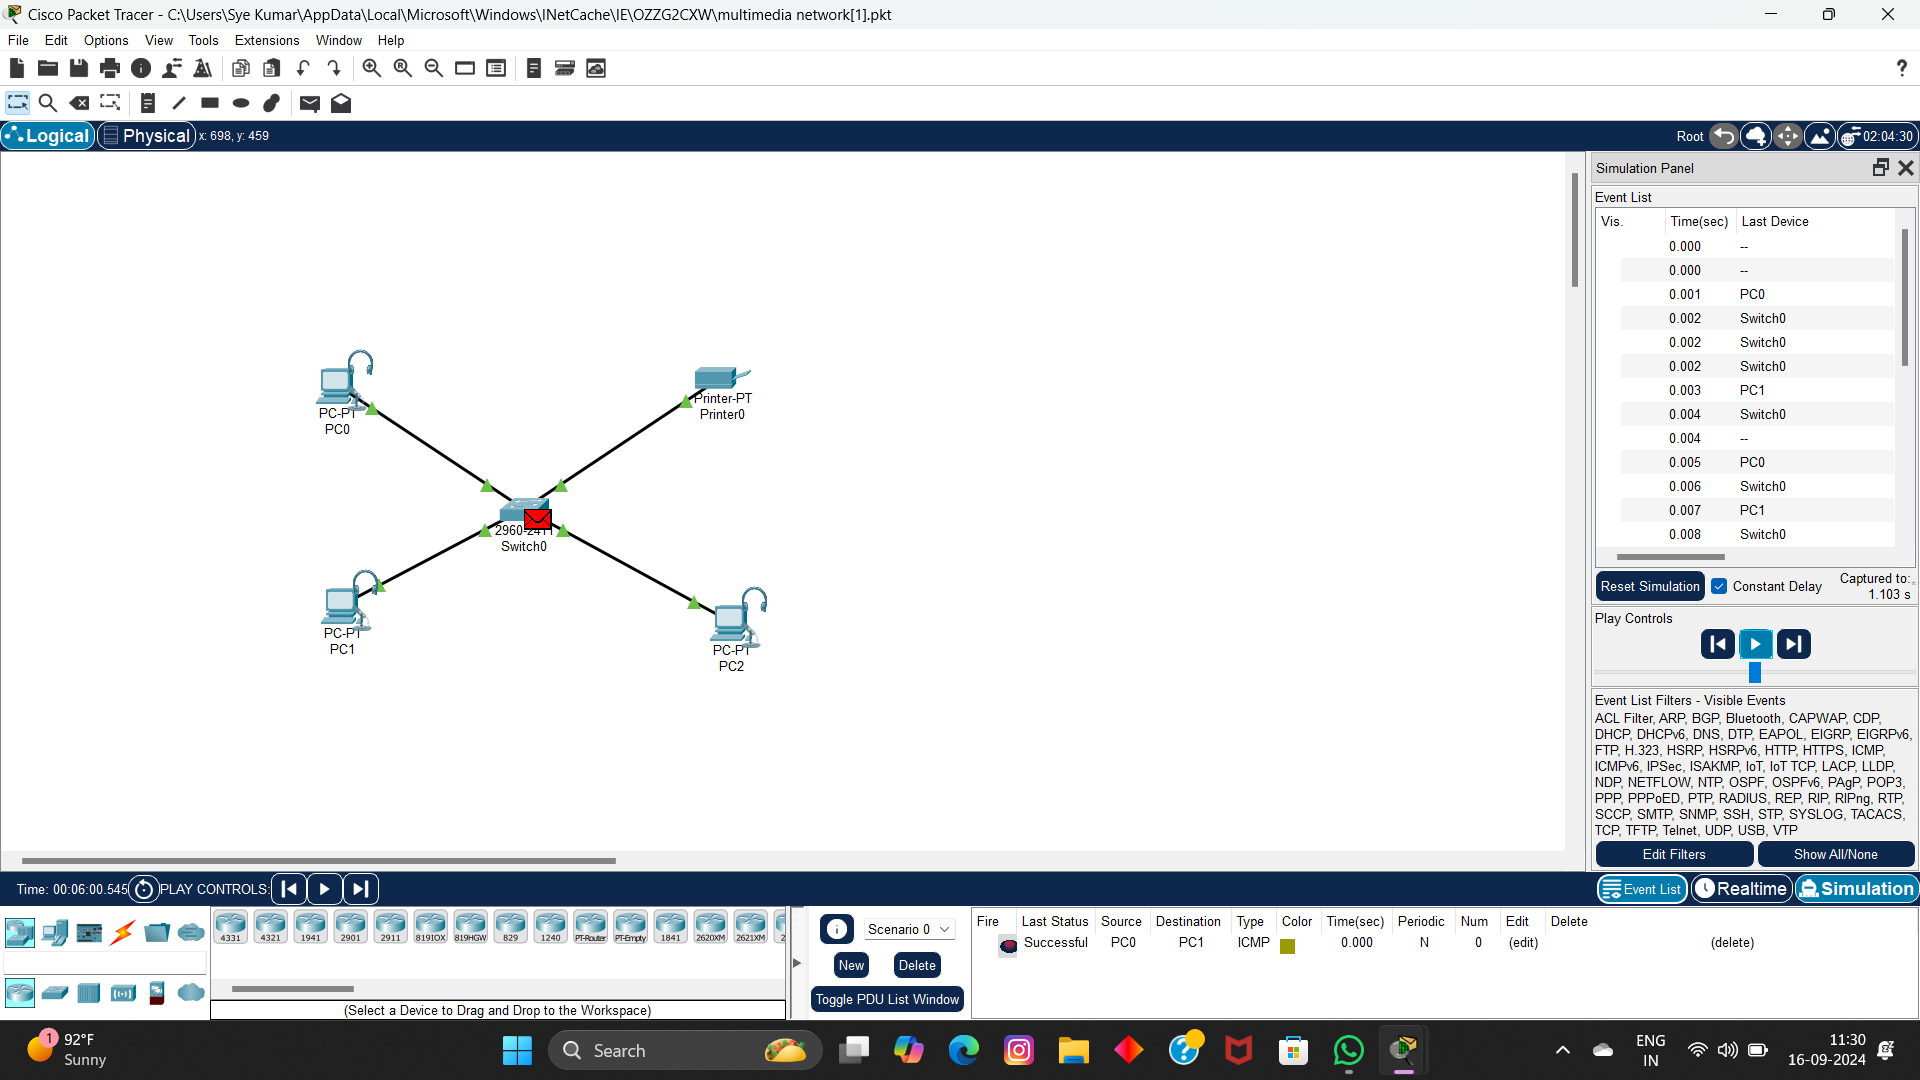 Cisco Packet Tracer - C:\Users\Sye Kumar\AppData\Local\Microsoft\Windows\INetCache\IE\OZZG2CXW\multimedia network[1].pkt
File Edit Options View Tools Extensions Window Help
?
Logical Physical x: 698, y: 459 Root 02:04:30
Simulation Panel
Event List
Vis. Time(sec) Last Device
0.000 --
0.000 --
0.001 PC0
0.002 Switch0
0.002 Switch0
0.002 Switch0
0.003 PC1
0.004 Switch0
0.004 --
0.005 PC0
0.006 Switch0
0.007 PC1
0.008 Switch0
PC-PT
PC0
Printer-PT
Printer0
Switch0
PC-PT
PC1
PC-PT
PC2
Reset Simulation Constant Delay Captured to:
1.103 s
Play Controls
Event List Filters - Visible Events
ACL Filter, ARP, BGP, Bluetooth, CAPWAP, CDP,
DHCP, DHCPv6, DNS, DTP, EAPOL, EIGRP, EIGRPv6,
FTP, H.323, HSRP, HSRPv6, HTTP, HTTPS, ICMP,
ICMPv6, IPSec, ISAKMP, IoT, IoT TCP, LACP, LLDP,
NDP, NETFLOW, NTP, OSPF, OSPFv6, PAgP, POP3,
PPP, PPPoED, PTP, RADIUS, REP, RIP, RIPng, RTP,
SCCP, SMTP, SNMP, SSH, STP, SYSLOG, TACACS,
TCP, TFTP, Telnet, UDP, USB, VTP
Edit Filters Show All/None
Time: 00:06:00.545 PLAY CONTROLS:
Event List Realtime Simulation
4331 4321 1941 2901 2911 819IOX 819HGW 829 1240 PT-Router PT-Empty 1841 2620XM 2621XM 2
(Select a Device to Drag and Drop to the Workspace)
Scenario 0
New Delete
Toggle PDU List Window
Fire Last Status Source Destination Type Color Time(sec) Periodic Num Edit Delete
Successful PC0 PC1 ICMP 0.000 N 0 (edit) (delete)
1 92°F
Sunny
Search
ENG
IN
11:30
16-09-2024